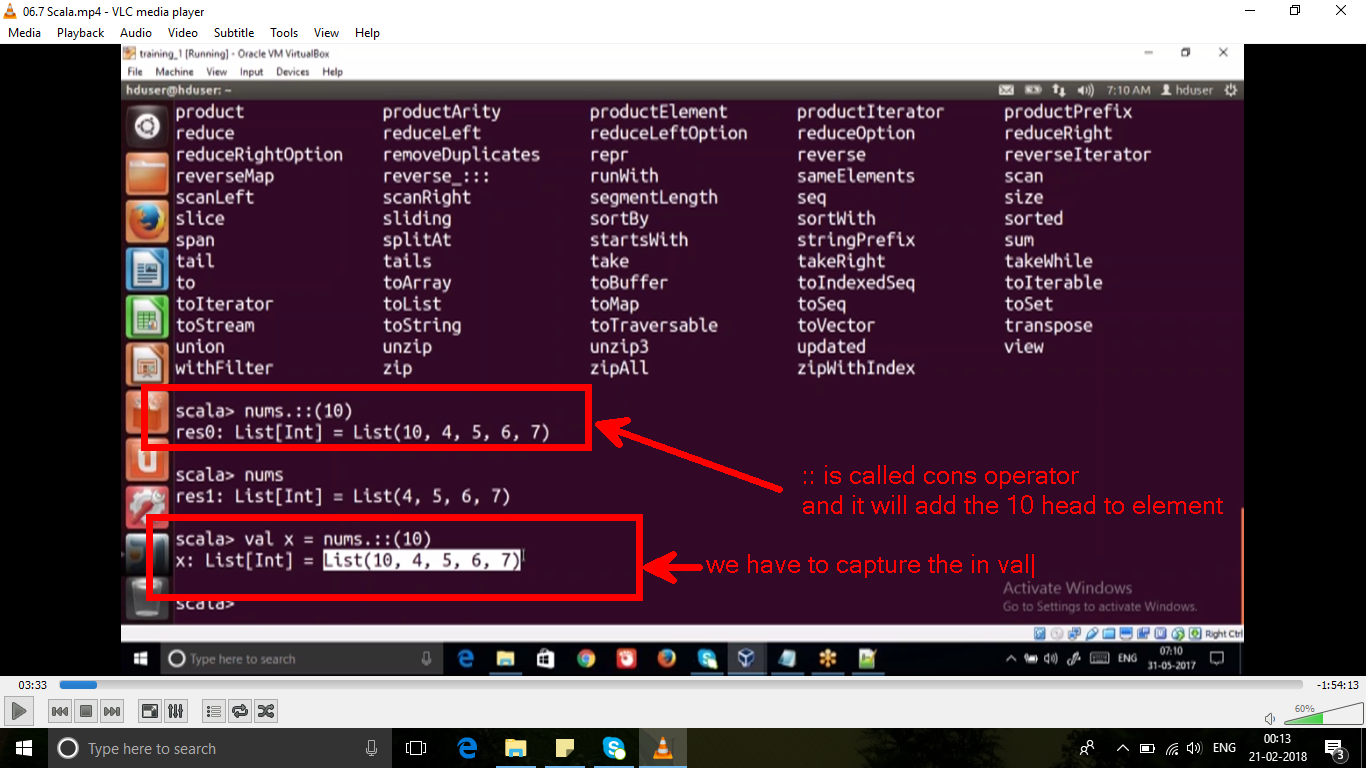 06.7 Scala.mp4 - VLC media player
Media Playback Audio Video Subtitle Tools View Help
training_1 [Running] - Oracle VM VirtualBox
File Machine View Input Devices Help
hduser@hduser: ~ 7:10 AM hduser
product productArity productElement productIterator productPrefix
reduce reduceLeft reduceLeftOption reduceOption reduceRight
reduceRightOption removeDuplicates repr reverse reverseIterator
reverseMap reverse_::: runWith sameElements scan
scanLeft scanRight segmentLength seq size
slice sliding sortBy sortWith sorted
span splitAt startsWith stringPrefix sum
tail tails take takeRight takeWhile
to toArray toBuffer toIndexedSeq toIterable
toIterator toList toMap toSeq toSet
toStream toString toTraversable toVector transpose
union unzip unzip3 updated view
withFilter zip zipAll zipWithIndex
scala> nums.::(10)
res0: List[Int] = List(10, 4, 5, 6, 7)
scala> nums
res1: List[Int] = List(4, 5, 6, 7)
:: is called cons operator
and it will add the 10 head to element
scala> val x = nums.::(10)
x: List[Int] = List(10, 4, 5, 6, 7)
we have to capture the in val
scala>
Activate Windows
Go to Settings to activate Windows.
Right Ctrl
Type here to search
ENG
07:10
31-05-2017
03:33
-1:54:13
60%
Type here to search
ENG
00:13
21-02-2018
3